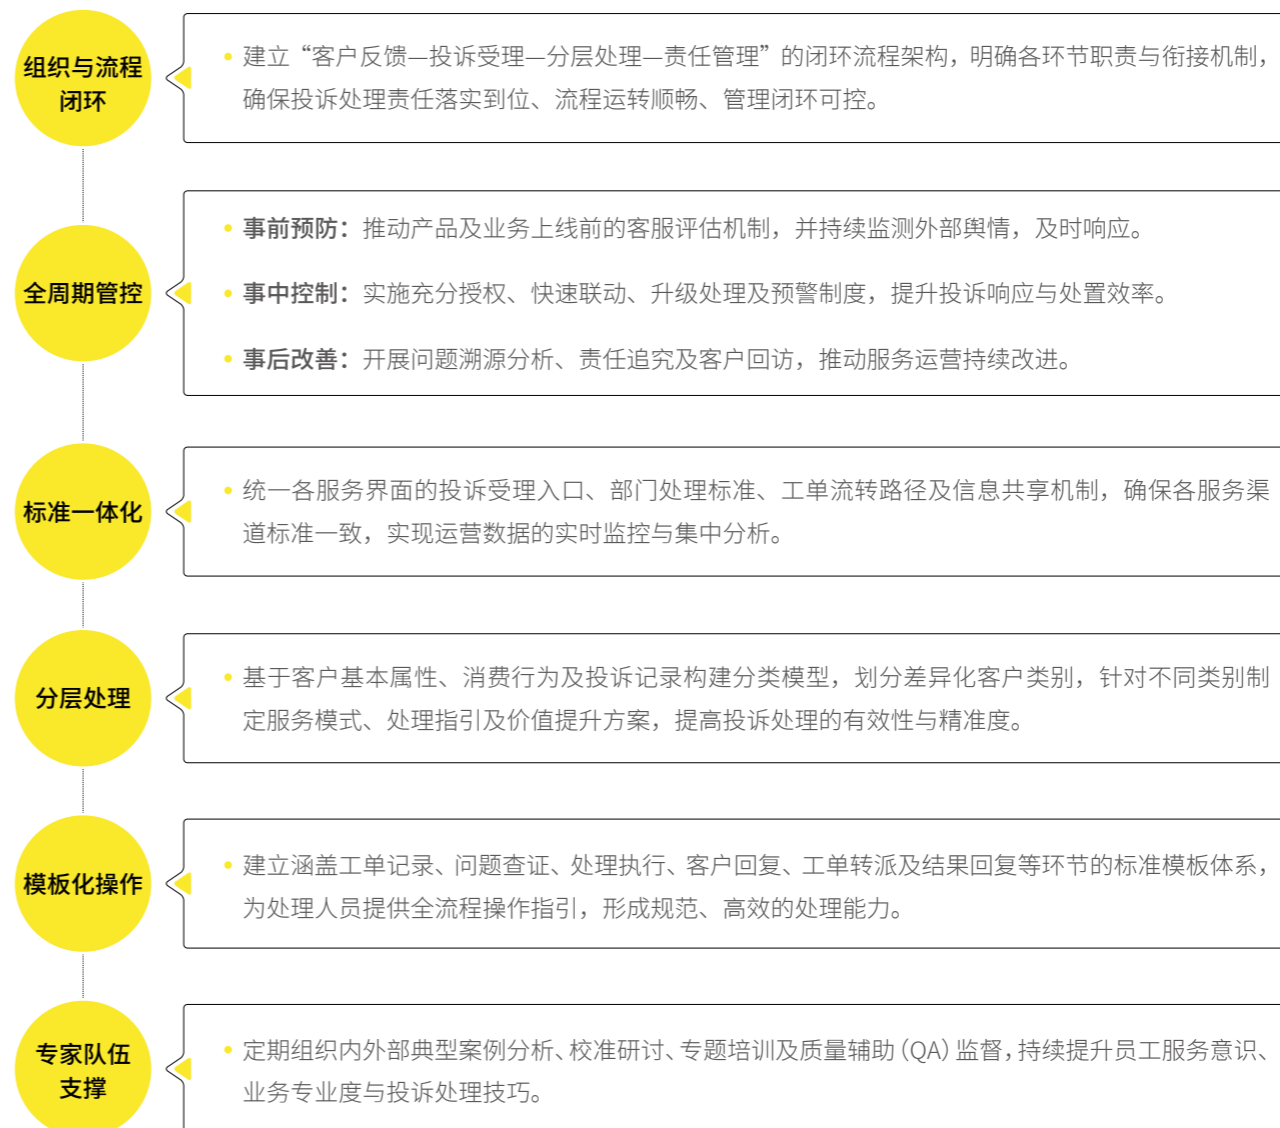 组织与流程
闭环
• 建立“客户反馈—投诉受理—分层处理—责任管理”的闭环流程架构，明确各环节职责与衔接机制，
确保投诉处理责任落实到位、流程运转顺畅、管理闭环可控。
全周期管控
• 事前预防：推动产品及业务上线前的客服评估机制，并持续监测外部舆情，及时响应。
• 事中控制：实施充分授权、快速联动、升级处理及预警制度，提升投诉响应与处置效率。
• 事后改善：开展问题溯源分析、责任追究及客户回访，推动服务运营持续改进。
标准一体化
• 统一各服务界面的投诉受理入口、部门处理标准、工单流转路径及信息共享机制，确保各服务渠
道标准一致，实现运营数据的实时监控与集中分析。
分层处理
• 基于客户基本属性、消费行为及投诉记录构建分类模型，划分差异化客户类别，针对不同类别制
定服务模式、处理指引及价值提升方案，提高投诉处理的有效性与精准度。
模板化操作
• 建立涵盖工单记录、问题查证、处理执行、客户回复、工单转派及结果回复等环节的标准模板体系，
为处理人员提供全流程操作指引，形成规范、高效的处理能力。
专家队伍
支撑
• 定期组织内外部典型案例分析、校准研讨、专题培训及质量辅助（QA）监督，持续提升员工服务意识、
业务专业度与投诉处理技巧。